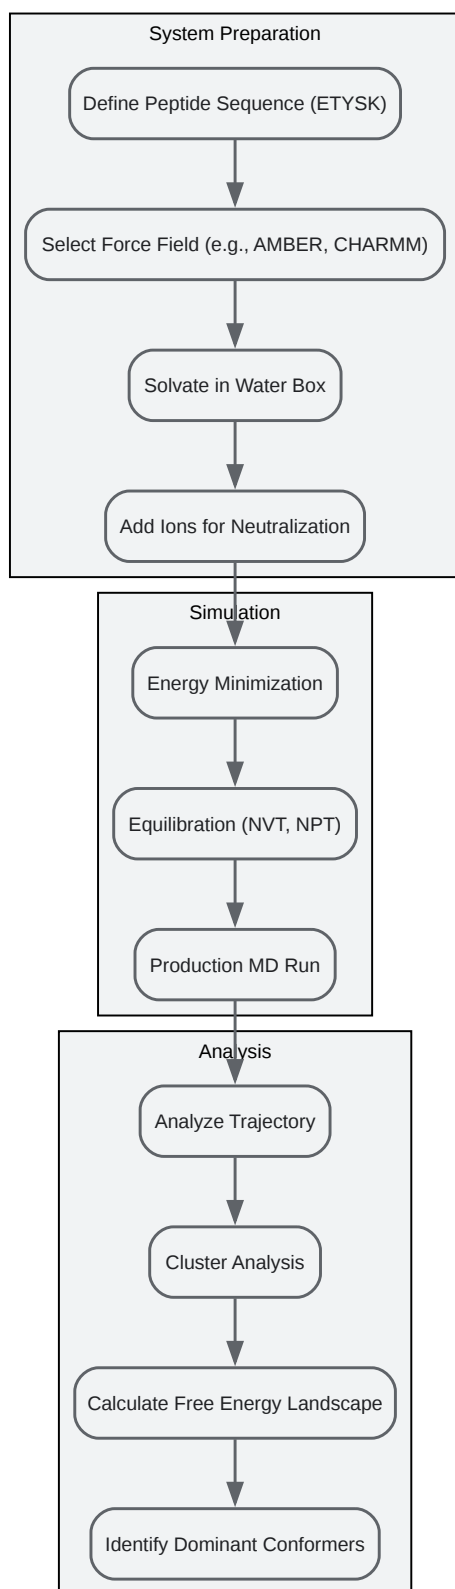 System Preparation
Define Peptide Sequence (ETYSK)
Select Force Field (e.g., AMBER, CHARMM)
Solvate in Water Box
Add Ions for Neutralization
Simulation
Energy Minimization
Equilibration (NVT, NPT)
Production MD Run
Analysis
Analyze Trajectory
Cluster Analysis
Calculate Free Energy Landscape
Identify Dominant Conformers